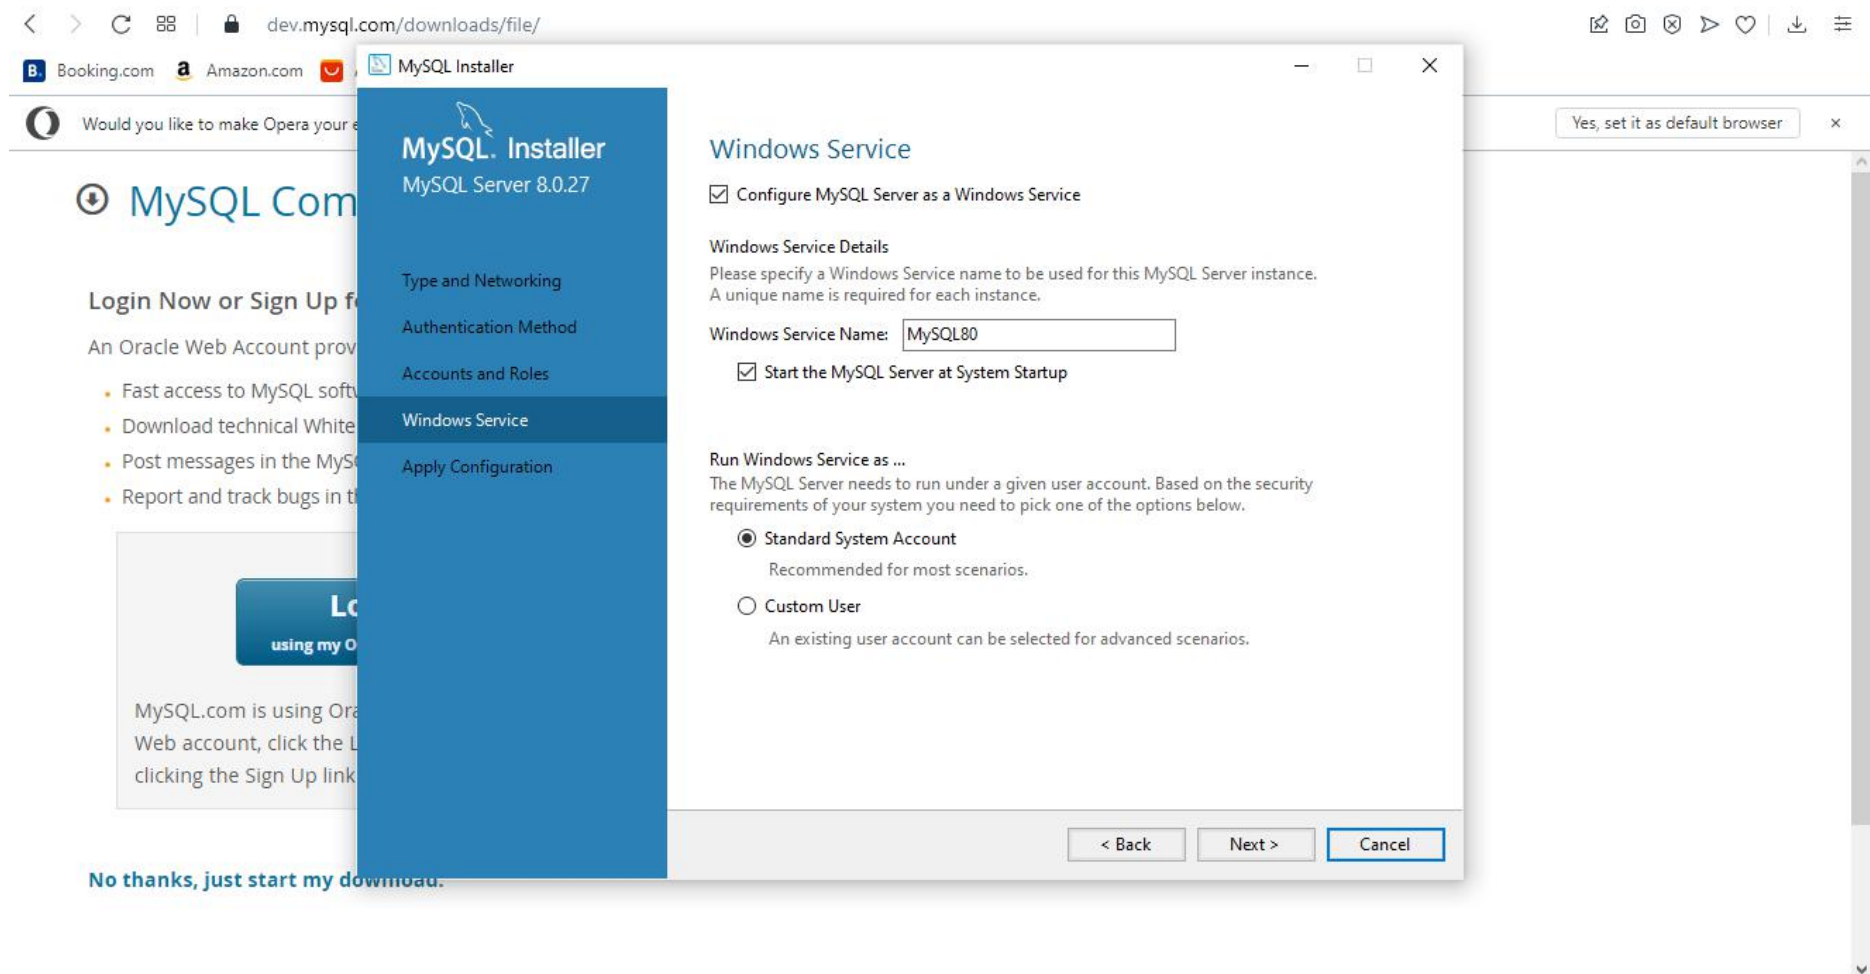 dev.mysql.com/downloads/file/
B. Booking.com a Amazon.com
MySQL Installer
Would you like to make Opera your
Yes, set it as default browser
MySQL Com
Login Now or Sign Up
An Oracle Web Account
Fast access to MySQL
Download technical White
Post messages in the
Report and track bugs in
using my
MySQL.com is using
Web account, click the
clicking the Sign Up link
No thanks, just start my download.
MySQL. Installer
MySQL Server 8.0.27
Type and Networking
Authentication Method
Accounts and Roles
Windows Service
Apply Configuration
Windows Service
Configure MySQL Server as a Windows Service
Windows Service Details
Please specify a Windows Service name to be used for this MySQL Server instance.
A unique name is required for each instance.
Windows Service Name: MySQL80
Start the MySQL Server at System Startup
Run Windows Service as ...
The MySQL Server needs to run under a given user account. Based on the security
requirements of your system you need to pick one of the options below.
Standard System Account
Recommended for most scenarios.
Custom User
An existing user account can be selected for advanced scenarios.
< Back Next > Cancel